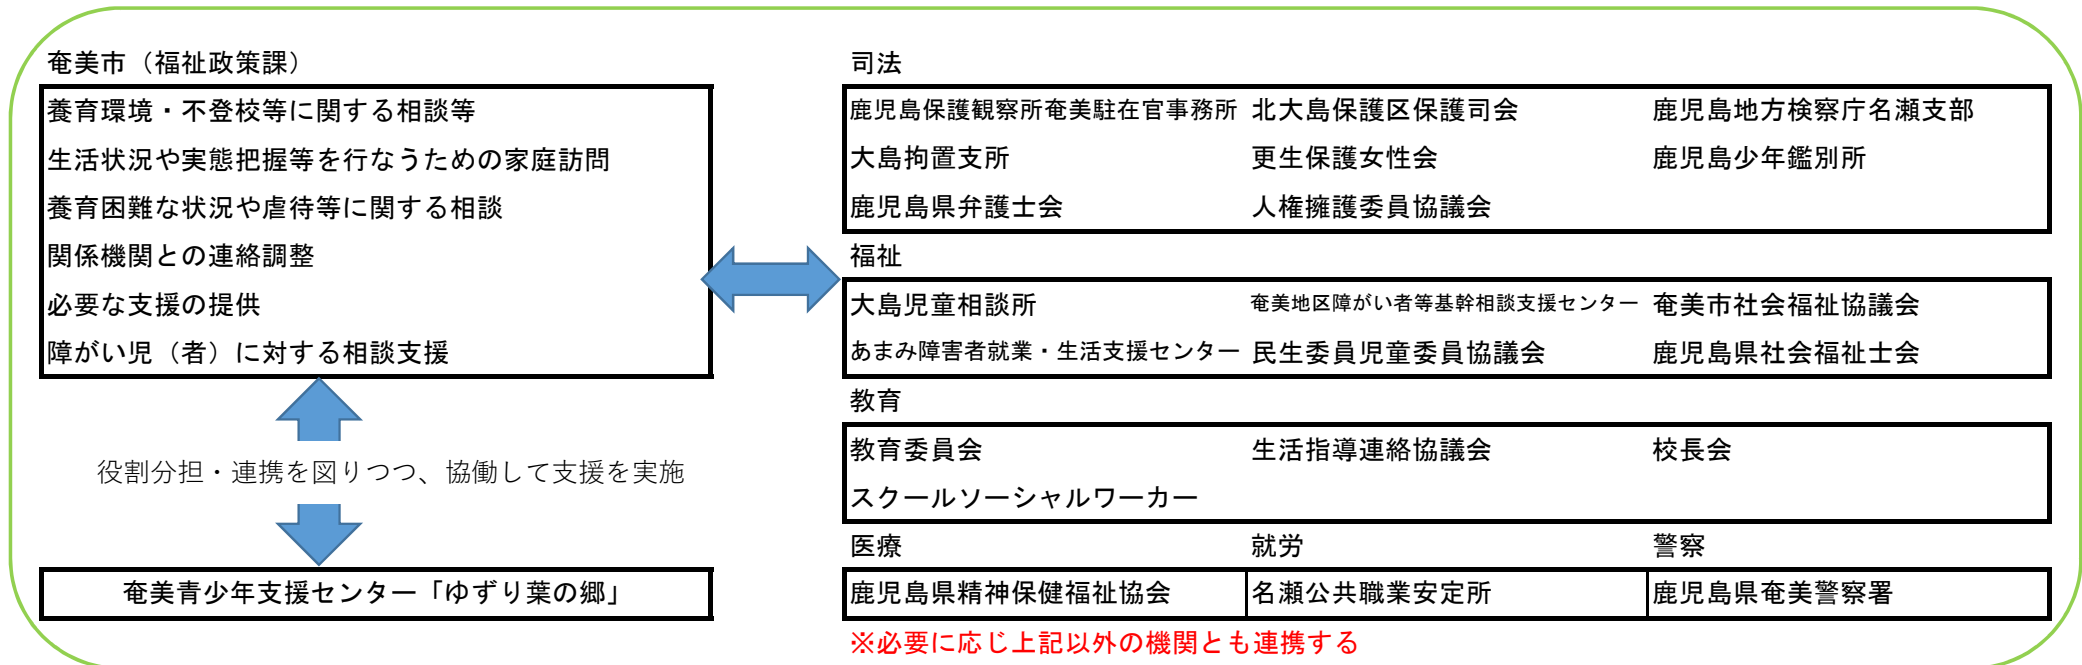 奄美市（福祉政策課）
養育環境・不登校等に関する相談等
生活状況や実態把握等を行なうための家庭訪問
養育困難な状況や虐待等に関する相談
関係機関との連絡調整
必要な支援の提供
障がい児（者）に対する相談支援
役割分担・連携を図りつつ、協働して支援を実施
奄美青少年支援センター「ゆずり葉の郷」
司法
鹿児島保護観察所奄美駐在官事務所 北大島保護区保護司会 鹿児島地方検察庁名瀬支部
大島拘置支所 更生保護女性会 鹿児島少年鑑別所
鹿児島県弁護士会 人権擁護委員協議会
福祉
大島児童相談所 奄美地区障がい者等基幹相談支援センター 奄美市社会福祉協議会
あまみ障害者就業・生活支援センター 民生委員児童委員協議会 鹿児島県社会福祉士会
教育
教育委員会 生活指導連絡協議会 校長会
スクールソーシャルワーカー
医療 就労 警察
鹿児島県精神保健福祉協会 名瀬公共職業安定所 鹿児島県奄美警察署
※必要に応じ上記以外の機関とも連携する